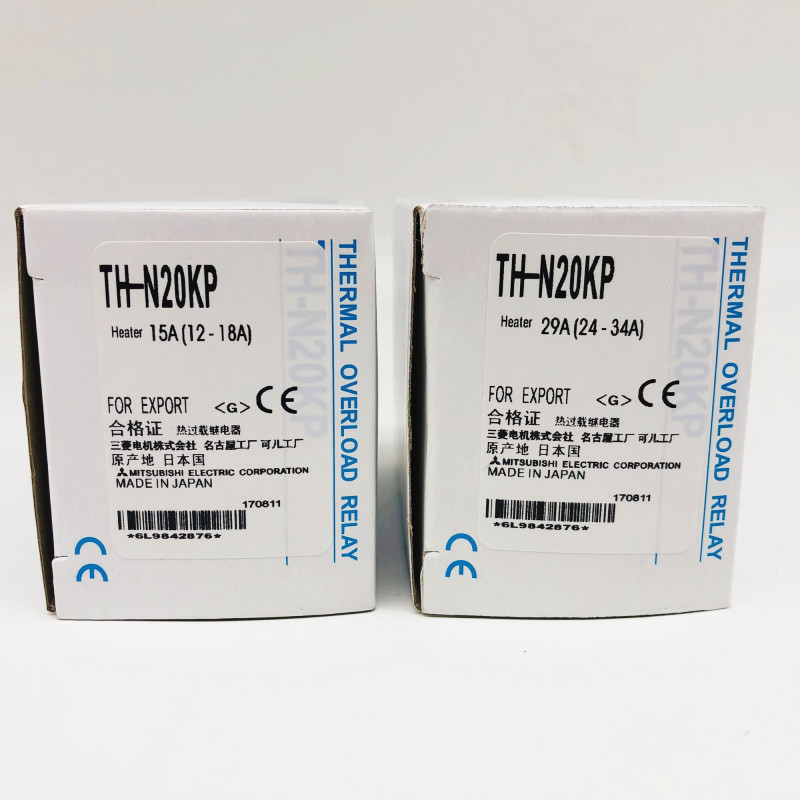 TH-N20KP
Heater 15A(12-18A)
FOR EXPORT <G> CE
合格证 热过载继电器
三菱电机株式会社 名古屋工厂 可儿工厂
原产地 日本国
MITSUBISHI ELECTRIC CORPORATION
MADE IN JAPAN
170811
*6L9842876*
CE
TH-N20KP
THERMAL OVERLOAD RELAY
TH-N20KP
Heater 29A(24-34A)
FOR EXPORT <G> CE
合格证 热过载继电器
三菱电机株式会社 名古屋工厂 可儿工厂
原产地 日本国
MITSUBISHI ELECTRIC CORPORATION
MADE IN JAPAN
170811
*6L9842876*
CE
TH-N20KP
THERMAL OVERLOAD RELAY